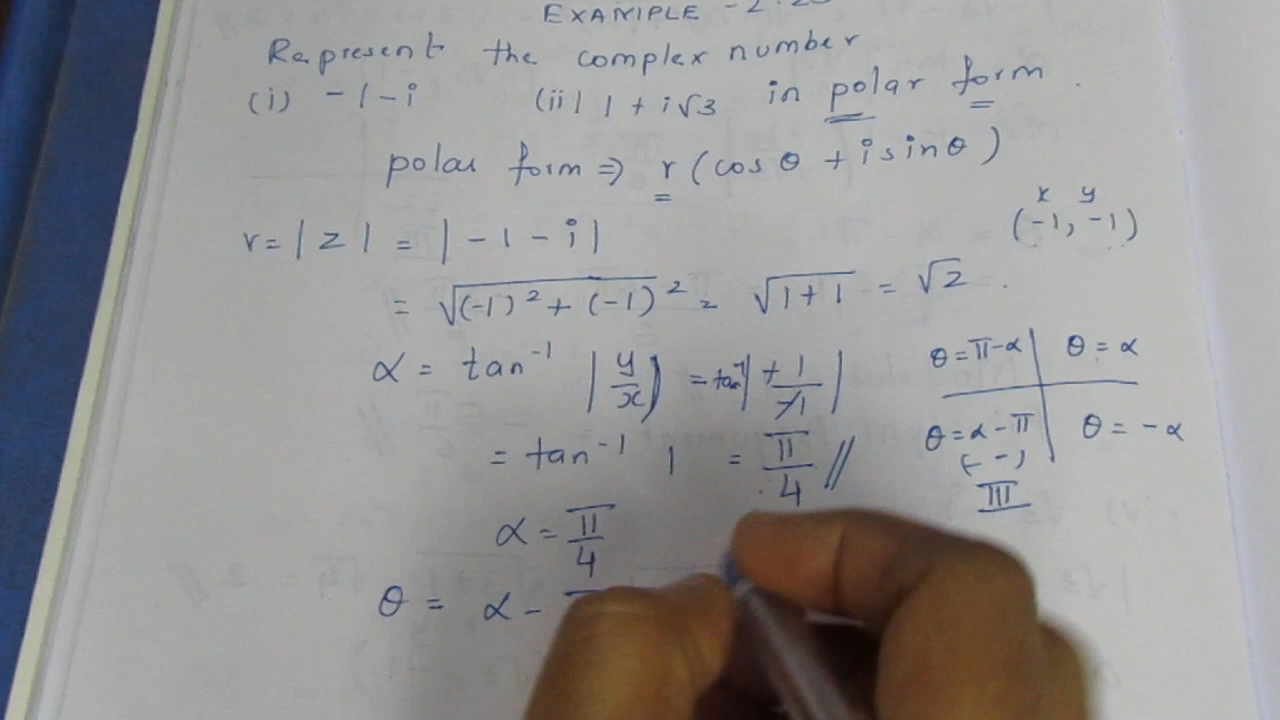 EXAMPLE - 2.
Represent the complex number
(i) -1-i (ii) 1 + i√3 in polar form.
polar form ⇒ r (cos θ + i sin θ)
x y
(-1, -1)
r = |z| = |-1-i|
= √(-1)² + (-1)² = √1+1 = √2.
α = tan⁻¹ |y/x| = tan⁻¹ |+1/-1|
= tan⁻¹ 1 = π/4 //
θ = π-α θ = α
θ = α-π θ = -α
(- -)
III
α = π/4
θ = α -